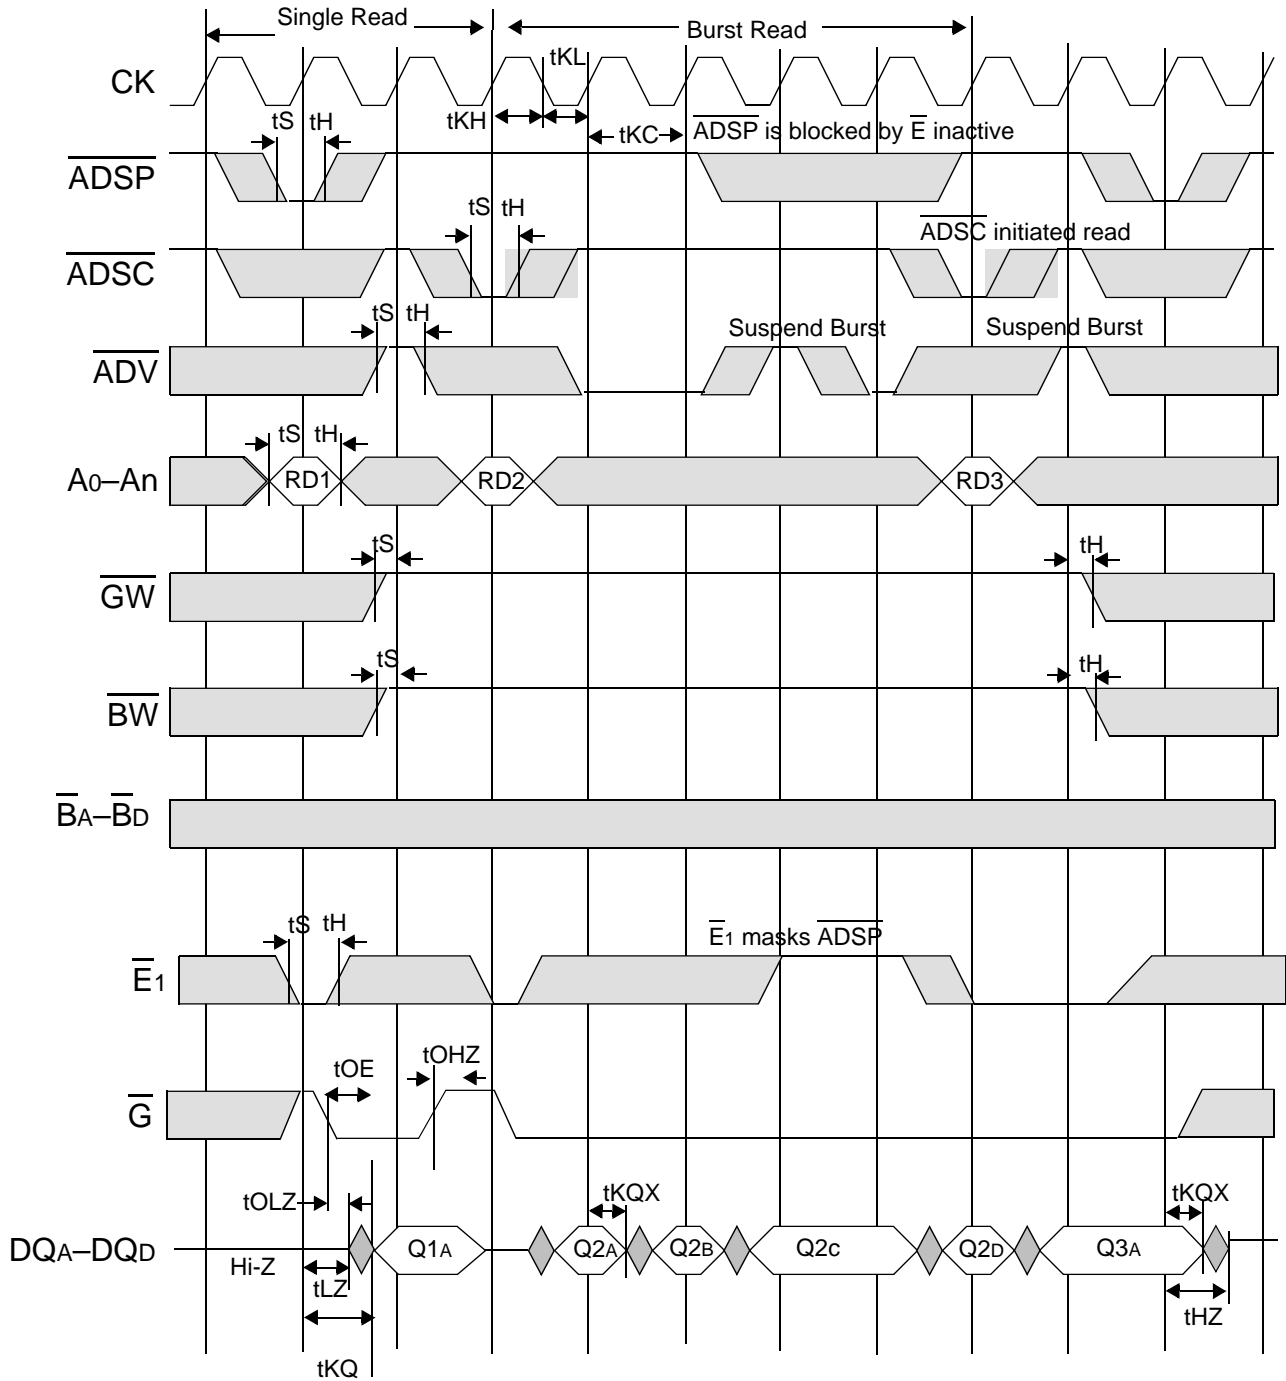 Single Read
Burst Read
CK
tKL
tKH
tKC
ADSP is blocked by E inactive
tS tH
ADSP
tS tH
ADSC initiated read
ADSC
tS tH
Suspend Burst
Suspend Burst
ADV
tS tH
A0–An
RD1
RD2
RD3
tS
tH
GW
tS
tH
BW
BA–BD
tS tH
E1 masks ADSP
E1
tOE
tOHZ
G
tOLZ
tKQX
tKQX
DQA–DQD
Hi-Z
Q1A
Q2A
Q2B
Q2c
Q2D
Q3A
tLZ
tHZ
tKQ